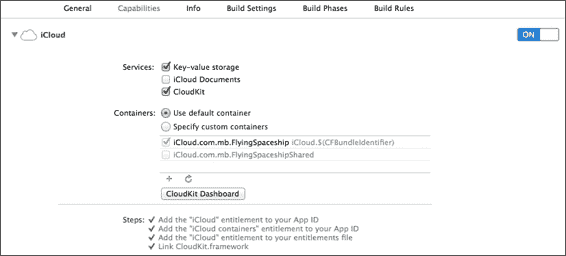 General Capabilities Info Build Settings Build Phases Build Rules
iCloud ON
Services: Key-value storage
iCloud Documents
CloudKit
Containers: Use default container
Specify custom containers
iCloud.com.mb.FlyingSpaceship iCloud.$(CFBundleIdentifier)
iCloud.com.mb.FlyingSpaceshipShared
CloudKit Dashboard
Steps: Add the "iCloud" entitlement to your App ID
Add the "iCloud containers" entitlement to your App ID
Add the "iCloud" entitlement to your entitlements file
Link CloudKit.framework